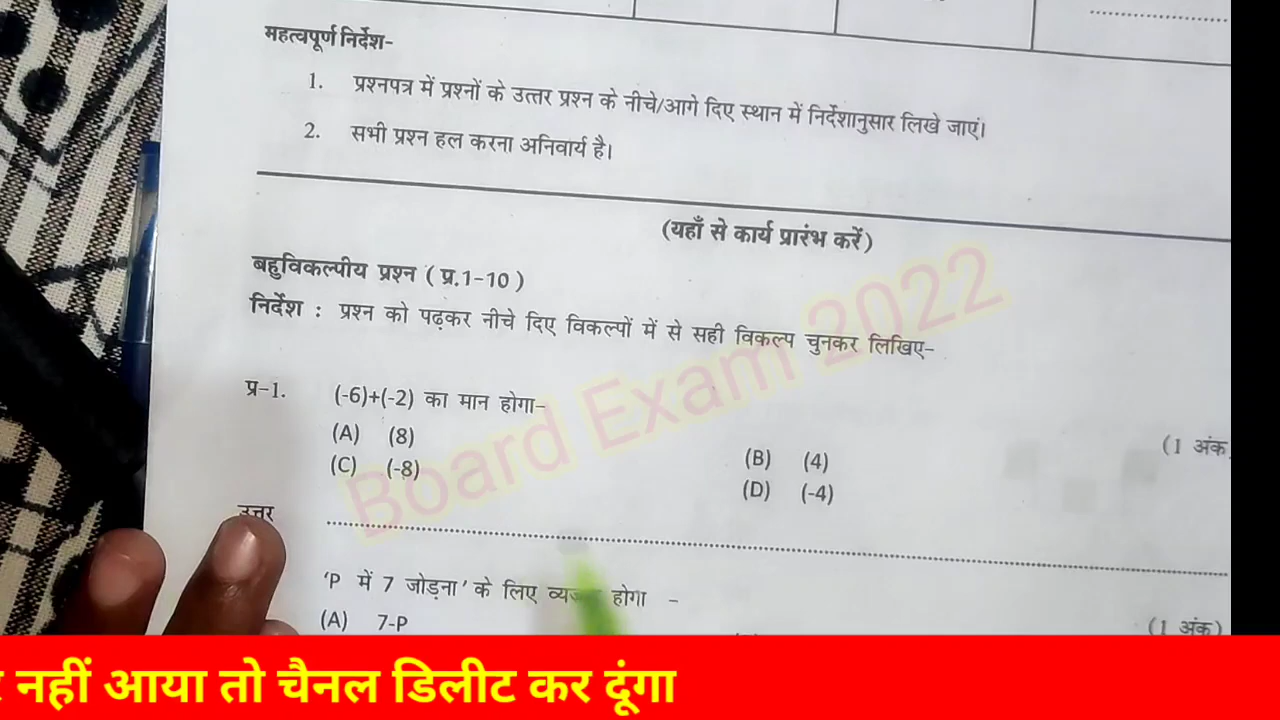 महत्वपूर्ण निर्देश-
1. प्रश्नपत्र में प्रश्नों के उत्तर प्रश्न के नीचे/आगे दिए स्थान में निर्देशानुसार लिखे जाएं।
2. सभी प्रश्न हल करना अनिवार्य है।
(यहाँ से कार्य प्रारंभ करें)
बहुविकल्पीय प्रश्न (प्र.1-10)
निर्देश : प्रश्न को पढ़कर नीचे दिए विकल्पों में से सही विकल्प चुनकर लिखिए-
Board Exam 2022
प्र-1. (-6)+(-2) का मान होगा-
(1 अंक
(A) (8) (B) (4)
(C) (-8) (D) (-4)
उत्तर
'P में 7 जोड़ना' के लिए होगा -
(A) 7-P (1 अंक)
नहीं आया तो चैनल डिलीट कर दूंगा